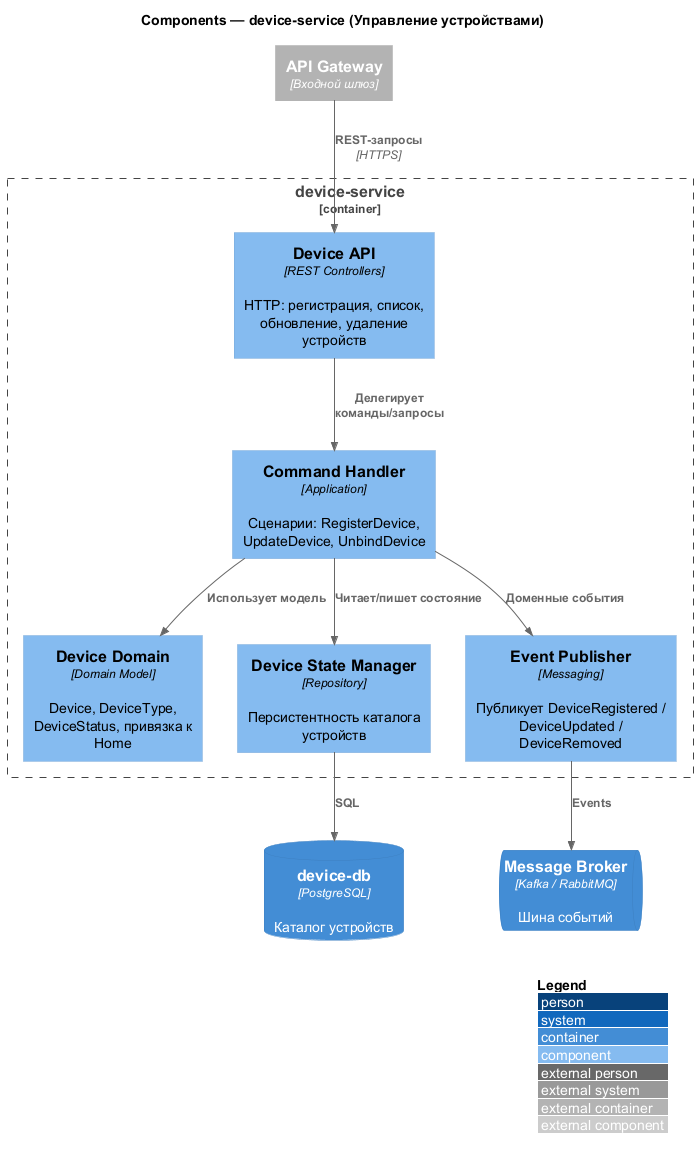 Components — device-service (Управление устройствами)
API Gateway
[Входной шлюз]
REST-запросы
[HTTPS]
device-service
[container]
Device API
[REST Controllers]
HTTP: регистрация, список,
обновление, удаление
устройств
Делегирует
команды/запросы
Command Handler
[Application]
Сценарии: RegisterDevice,
UpdateDevice, UnbindDevice
Использует модель
Читает/пишет состояние
Доменные события
Device Domain
[Domain Model]
Device, DeviceType,
DeviceStatus, привязка к
Home
Device State Manager
[Repository]
Персистентность каталога
устройств
Event Publisher
[Messaging]
Публикует DeviceRegistered /
DeviceUpdated /
DeviceRemoved
SQL
Events
device-db
[PostgreSQL]
Каталог устройств
Message Broker
[Kafka / RabbitMQ]
Шина событий
Legend
person
system
container
component
external person
external system
external container
external component